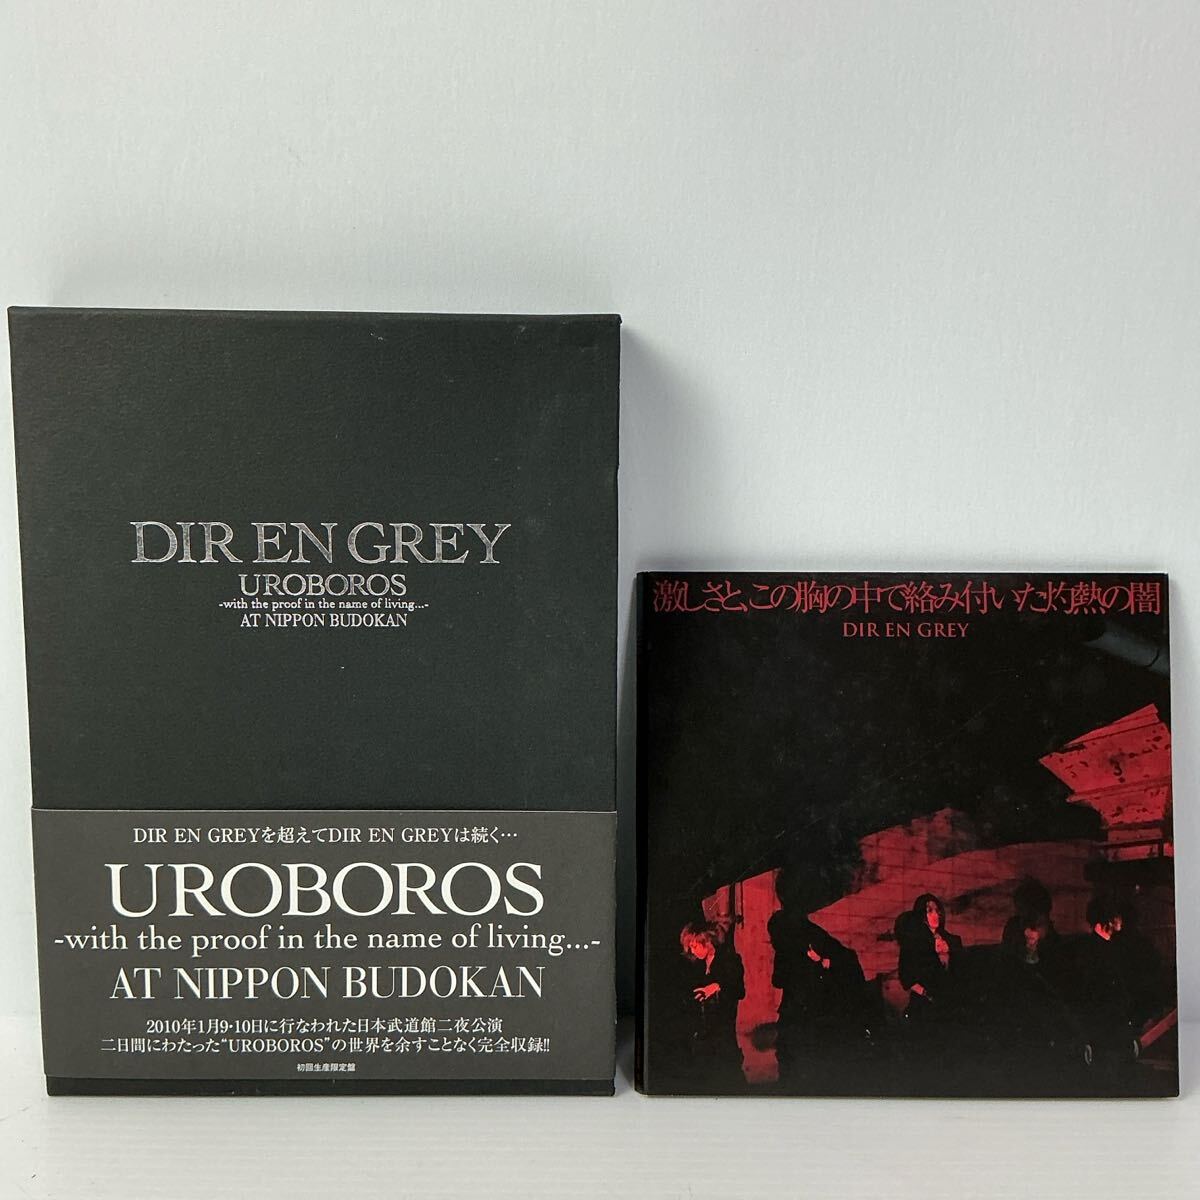 DIR EN GREY
UROBOROS
-with the proof in the name of living...-
AT NIPPON BUDOKAN
DIR EN GREYを超えてDIR EN GREYは続く…
UROBOROS
-with the proof in the name of living...-
AT NIPPON BUDOKAN
2010年1月9・10日に行なわれた日本武道館二夜公演
二日間にわたった“UROBOROS”の世界を余すことなく完全収録!!
初回生産限定盤
激しさと、この胸の中で絡み付いた灼熱の闇
DIR EN GREY
3